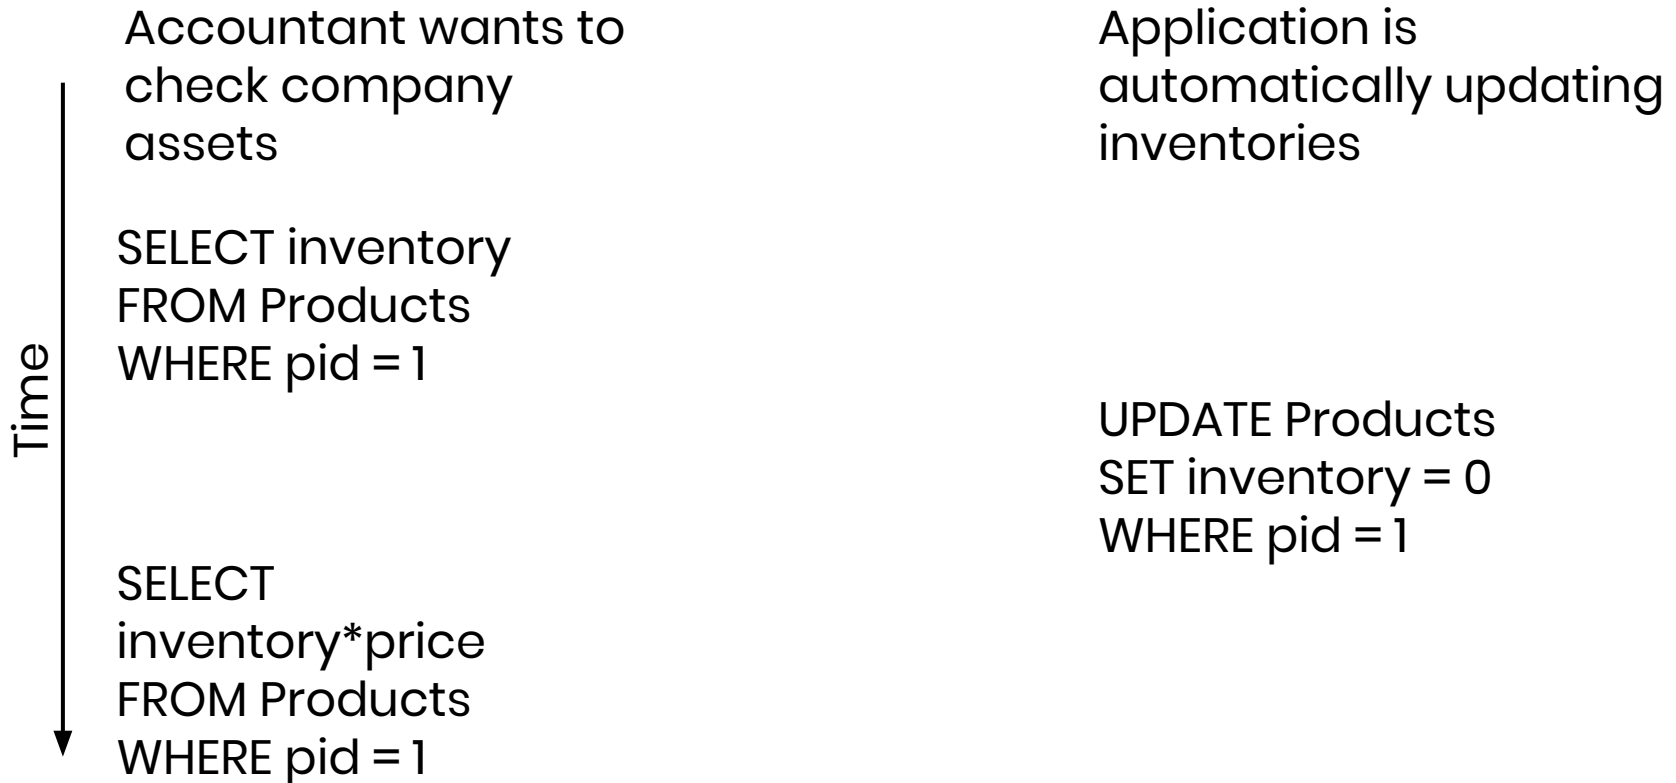 Accountant wants to
check company
assets
Application is
automatically updating
inventories
Time
SELECT inventory
FROM Products
WHERE pid = 1
UPDATE Products
SET inventory = 0
WHERE pid = 1
SELECT
inventory*price
FROM Products
WHERE pid = 1